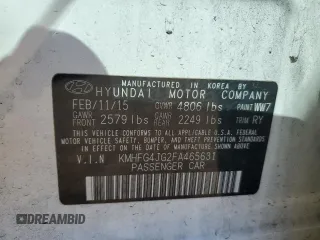 MANUFACTURED IN KOREA BY
HYUNDAI MOTOR COMPANY
FEB/11/15 GVWR 4806 lbs PAINT WW7
GAWR FRONT 2579 lbs GAWR REAR 2249 lbs TRIM RY
THIS VEHICLE CONFORMS TO ALL APPLICABLE
U.S. FEDERAL MOTOR VEHICLE SAFETY, BUMPER,
AND THEFT PREVENTION STANDARDS
IN EFFECT ON THE DATE OF
MANUFACTURE SHOWN ABOVE.
V.I.N KMHFG4JG2FA465631
PASSENGER CAR